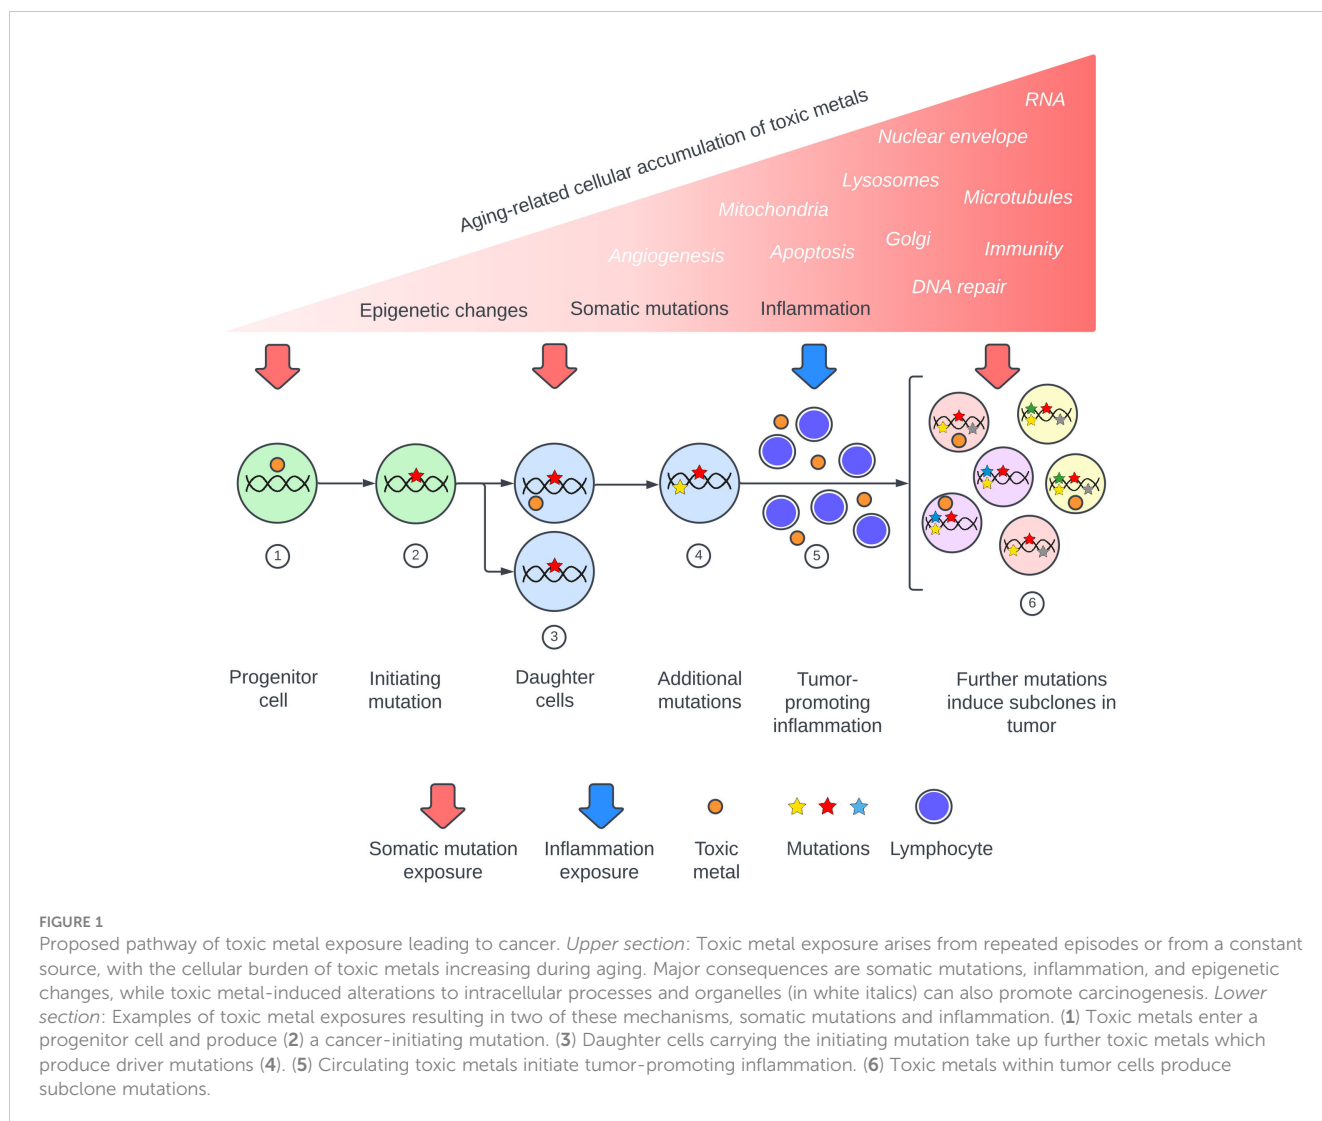 Aging-related cellular accumulation of toxic metals
RNA
Nuclear envelope
Lysosomes
Microtubules
Mitochondria
Golgi
Angiogenesis
Apoptosis
Immunity
DNA repair
Epigenetic changes
Somatic mutations
Inflammation
1
2
3
4
5
6
Progenitor
cell
Initiating
mutation
Daughter
cells
Additional
mutations
Tumor-
promoting
inflammation
Further mutations
induce subclones in
tumor
Somatic mutation
exposure
Inflammation
exposure
Toxic
metal
Mutations
Lymphocyte
FIGURE 1
Proposed pathway of toxic metal exposure leading to cancer. Upper section: Toxic metal exposure arises from repeated episodes or from a constant
source, with the cellular burden of toxic metals increasing during aging. Major consequences are somatic mutations, inflammation, and epigenetic
changes, while toxic metal-induced alterations to intracellular processes and organelles (in white italics) can also promote carcinogenesis. Lower
section: Examples of toxic metal exposures resulting in two of these mechanisms, somatic mutations and inflammation. (1) Toxic metals enter a
progenitor cell and produce (2) a cancer-initiating mutation. (3) Daughter cells carrying the initiating mutation take up further toxic metals which
produce driver mutations (4). (5) Circulating toxic metals initiate tumor-promoting inflammation. (6) Toxic metals within tumor cells produce
subclone mutations.